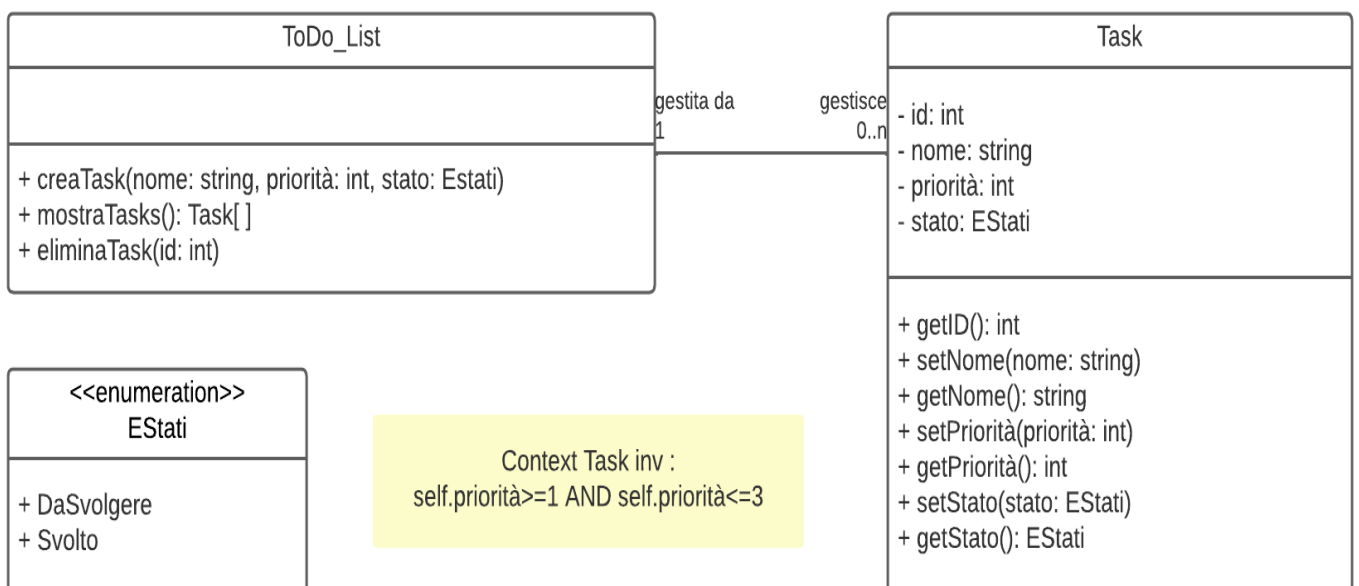 ToDo_List
+ creaTask(nome: string, priorità: int, stato: Estati)
+ mostraTasks(): Task[ ]
+ eliminaTask(id: int)
gestita da
1
gestisce
0..n
Task
- id: int
- nome: string
- priorità: int
- stato: EStati
+ getID(): int
+ setNome(nome: string)
+ getNome(): string
+ setPriorità(priorità: int)
+ getPriorità(): int
+ setStato(stato: EStati)
+ getStato(): EStati
<<enumeration>>
EStati
+ DaSvolgere
+ Svolto
Context Task inv :
self.priorità>=1 AND self.priorità<=3